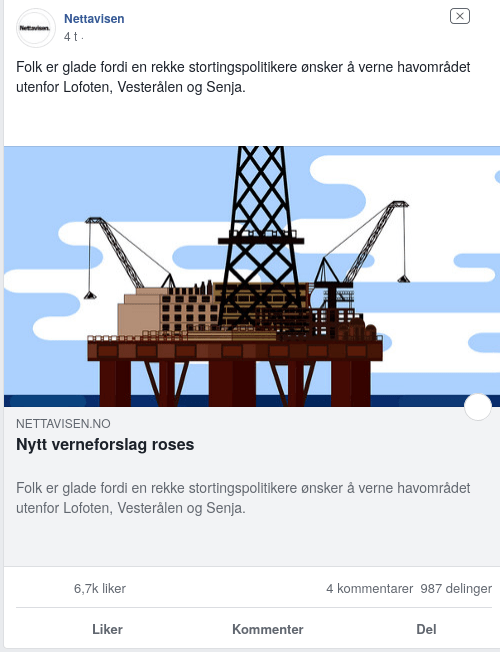 Nettavisen.
Nettavisen
4 t ·
Folk er glade fordi en rekke stortingspolitikere ønsker å verne havområdet
utenfor Lofoten, Vesterålen og Senja.
NETTAVISEN.NO
Nytt verneforslag roses
Folk er glade fordi en rekke stortingspolitikere ønsker å verne havområdet
utenfor Lofoten, Vesterålen og Senja.
6,7k liker 4 kommentarer 987 delinger
Liker Kommenter Del